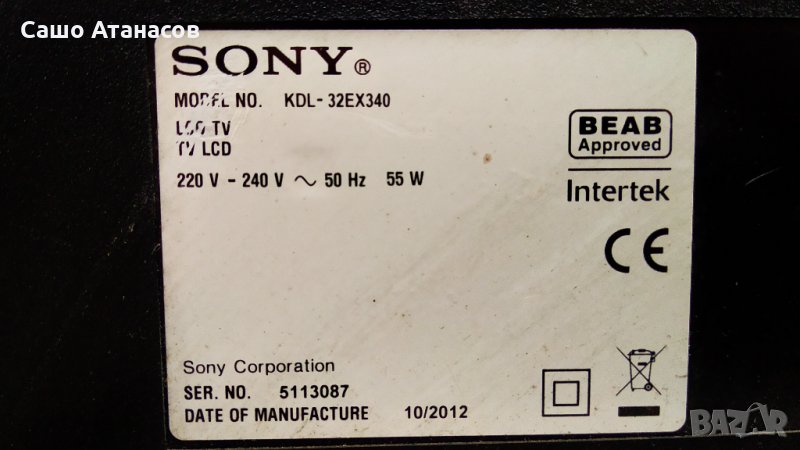 Сашо Атанасов
SONY®
MODEL NO. KDL-32EX340
LCD TV
TV LCD
220 V - 240 V ~ 50 Hz 55 W
BEAB
Approved
Intertek
CE
Sony Corporation
SER. NO. 5113087
DATE OF MANUFACTURE 10/2012
BAZAR